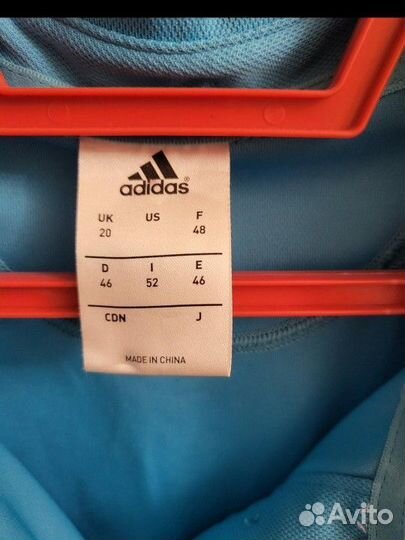 adidas®
UK US F
20 48
D I E
46 52 46
CDN J
MADE IN CHINA
Avito